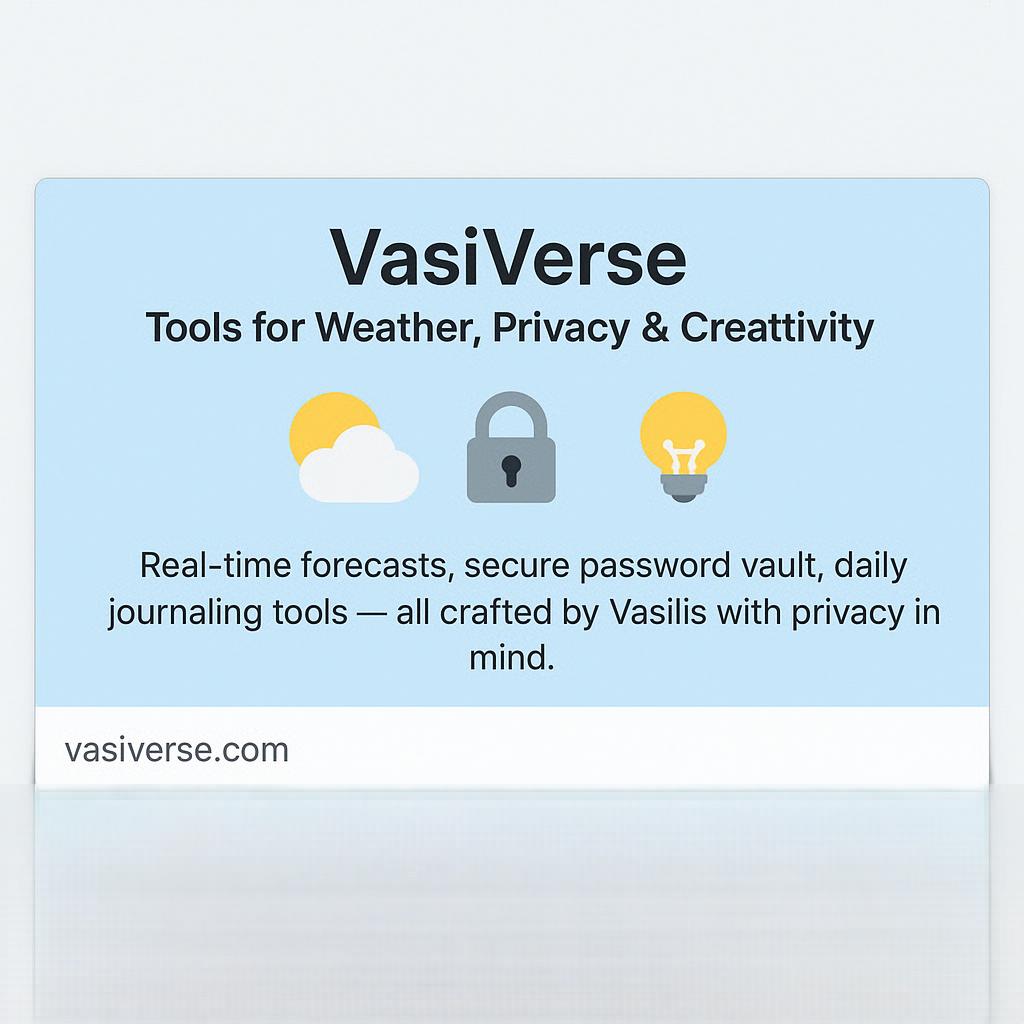 VasiVerse
Tools for Weather, Privacy & Creattivity
Real-time forecasts, secure password vault, daily
journaling tools — all crafted by Vasilis with privacy in
mind.
vasiverse.com